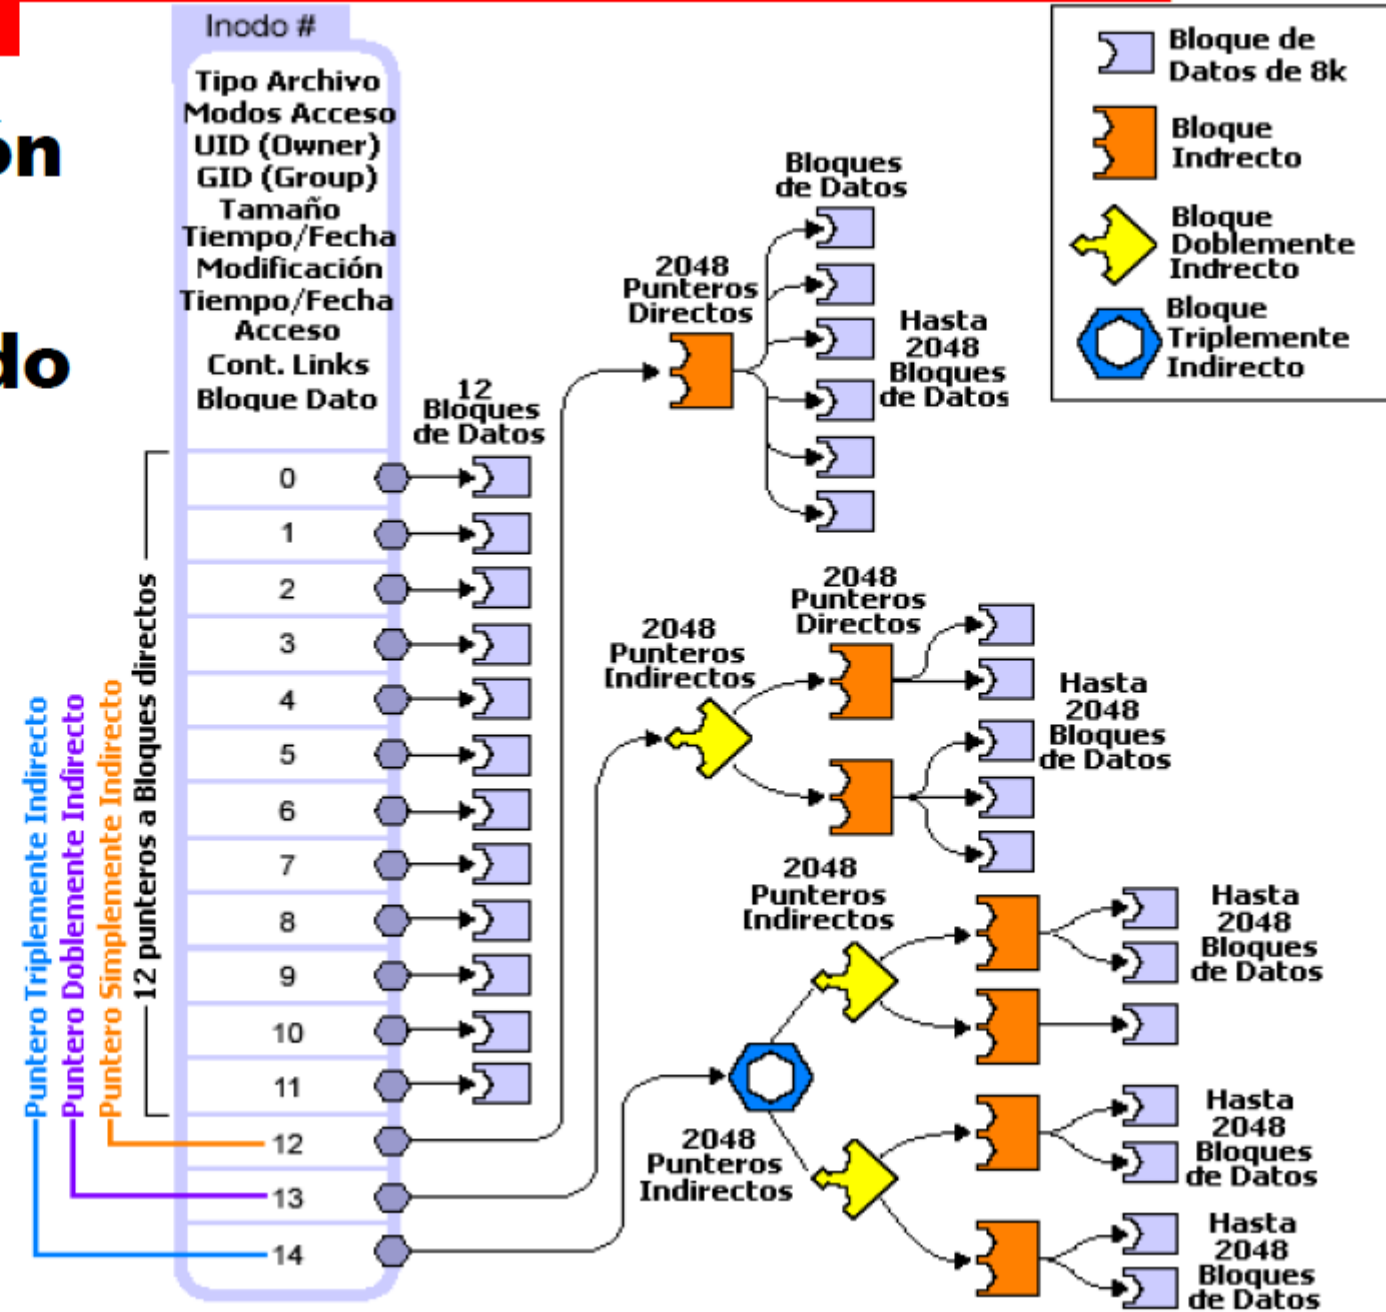 Inodo #
Tipo Archivo
Modos Acceso
UID (Owner)
GID (Group)
Tamaño
Tiempo/Fecha
Modificación
Tiempo/Fecha
Acceso
Cont. Links
Bloque Dato
ón
do
12
Bloques
de Datos
0
1
2
3
4
5
6
7
8
9
10
11
12
13
14
Puntero Triplemente Indirecto
Puntero Doblemente Indirecto
Puntero Simplemente Indirecto
12 punteros a Bloques directos
2048
Punteros
Directos
Bloques
de Datos
Hasta
2048
Bloques
de Datos
2048
Punteros
Indirectos
2048
Punteros
Directos
Hasta
2048
Bloques
de Datos
2048
Punteros
Indirectos
Hasta
2048
Bloques
de Datos
2048
Punteros
Indirectos
Hasta
2048
Bloques
de Datos
Hasta
2048
Bloques
de Datos
Bloque de
Datos de 8k
Bloque
Indrecto
Bloque
Doblemente
Indrecto
Bloque
Triplemente
Indirecto